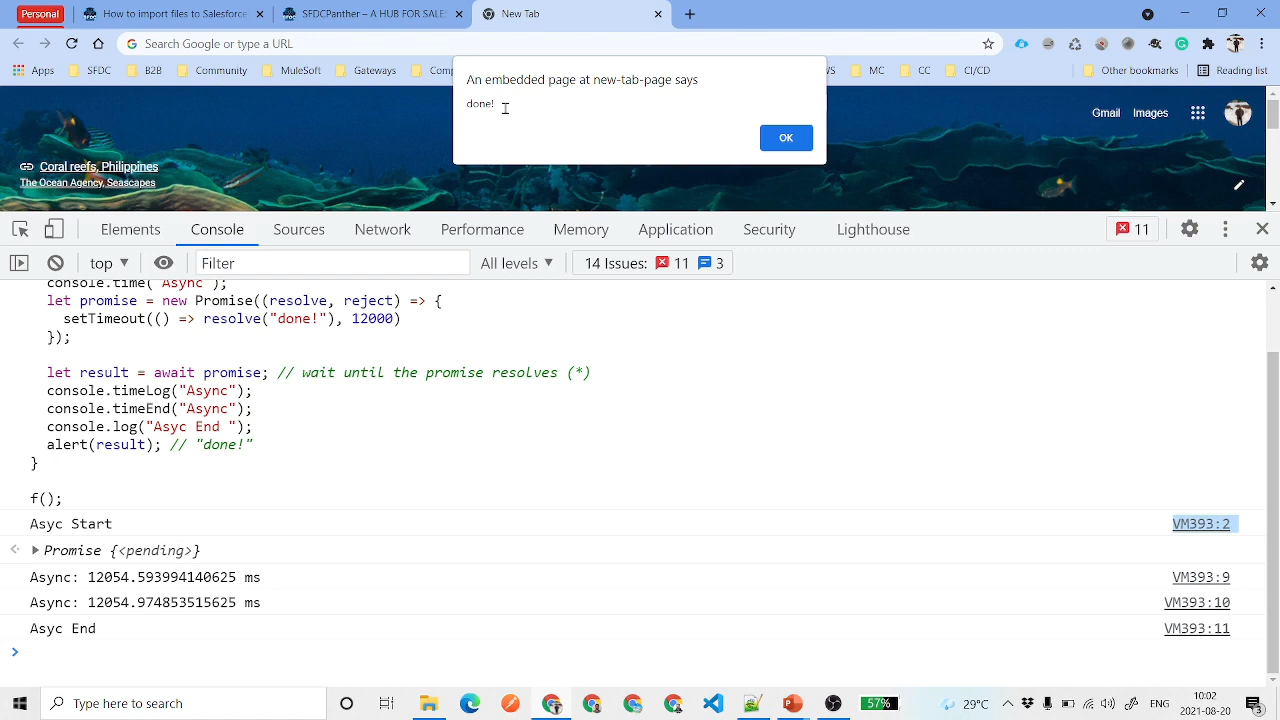 Personal
How to import files to Salesforce
SFDCPanther – A HUB FOR SALE
New Tab
Search Google or type a URL
Apps
SFDC
B2B
Community
MuleSoft
Gateways
Comp
VS
MC
CC
CI/CD
Other bookmarks
Reading list
An embedded page at new-tab-page says
done!
OK
Gmail
Images
Coral reefs, Philippines
The Ocean Agency, Seascapes
Elements
Console
Sources
Network
Performance
Memory
Application
Security
Lighthouse
11
top
Filter
All levels
14 Issues: 11 3
console.time("Async");
let promise = new Promise((resolve, reject) => {
setTimeout(() => resolve("done!"), 12000)
});
let result = await promise; // wait until the promise resolves (*)
console.timeLog("Async");
console.timeEnd("Async");
console.log("Asyc End ");
alert(result); // "done!"
}
f();
Asyc Start VM393:2
Promise {<pending>}
Async: 12054.593994140625 ms VM393:9
Async: 12054.974853515625 ms VM393:10
Asyc End VM393:11
Type here to search
57%
29°C
ENG
10:02
2021-08-20
3